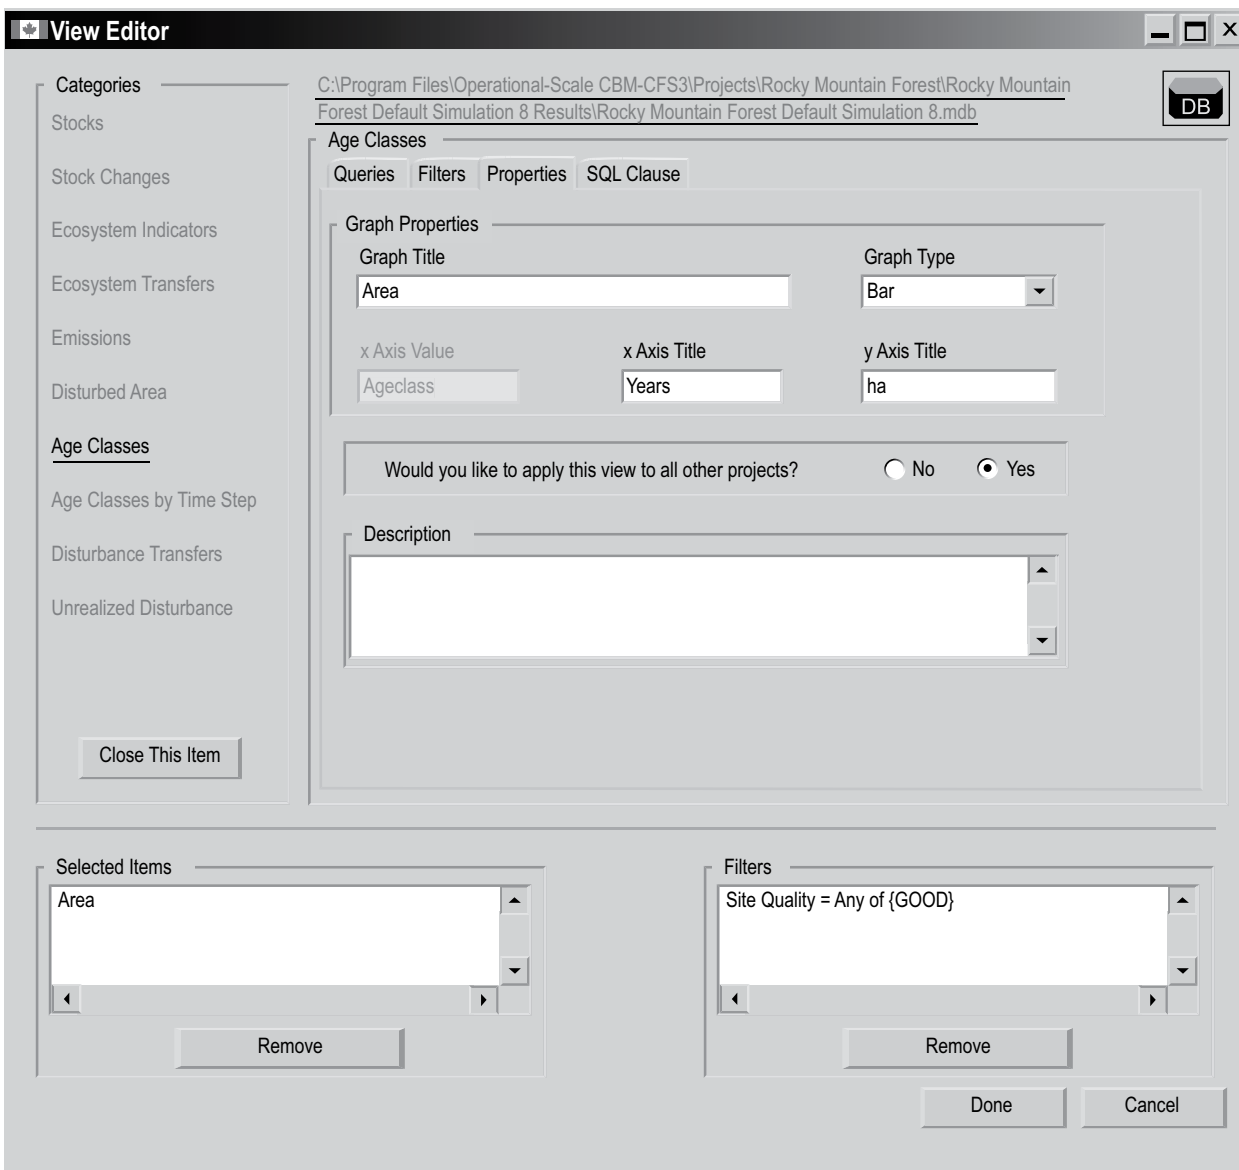 View Editor
Categories
Stocks
Stock Changes
Ecosystem Indicators
Ecosystem Transfers
Emissions
Disturbed Area
Age Classes
Age Classes by Time Step
Disturbance Transfers
Unrealized Disturbance
Close This Item
C:\Program Files\Operational-Scale CBM-CFS3\Projects\Rocky Mountain Forest\Rocky Mountain
Forest Default Simulation 8 Results\Rocky Mountain Forest Default Simulation 8.mdb
DB
Age Classes
Queries Filters Properties SQL Clause
Graph Properties
Graph Title Graph Type
Area Bar
x Axis Value x Axis Title y Axis Title
Ageclass Years ha
Would you like to apply this view to all other projects? No Yes
Description
Selected Items
Area
Remove
Filters
Site Quality = Any of {GOOD}
Remove
Done Cancel